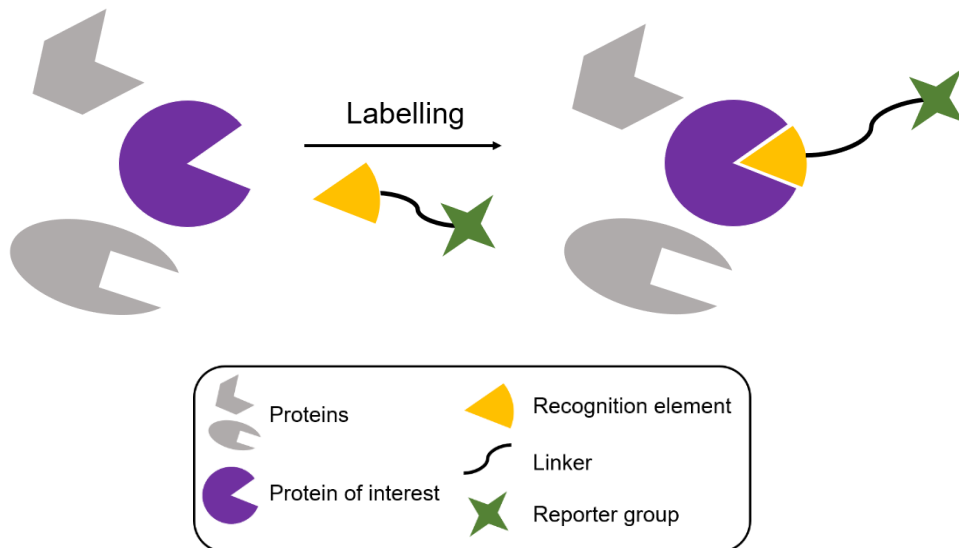 Labelling
Proteins
Protein of interest
Recognition element
Linker
Reporter group